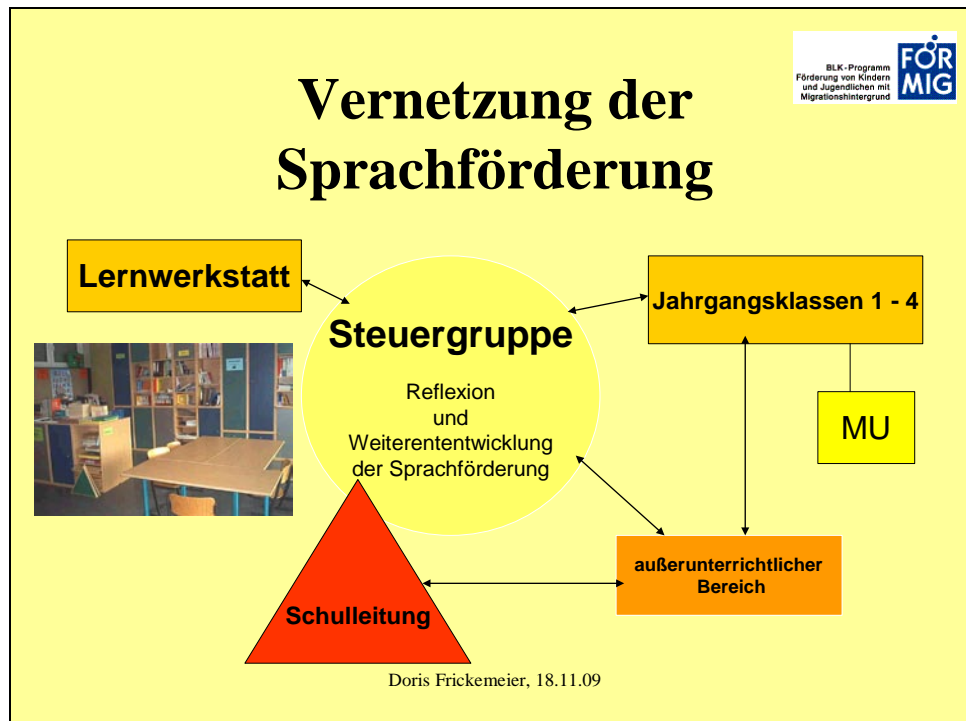 BLK-Programm
Förderung von Kindern
und Jugendlichen mit
Migrationshintergrund
FÖR
MIG
Vernetzung der
Sprachförderung
Lernwerkstatt
Steuergruppe
Reflexion
und
Weiterententwicklung
der Sprachförderung
Jahrgangsklassen 1 - 4
MU
außerunterrichtlicher
Bereich
Schulleitung
Doris Frickemeier, 18.11.09